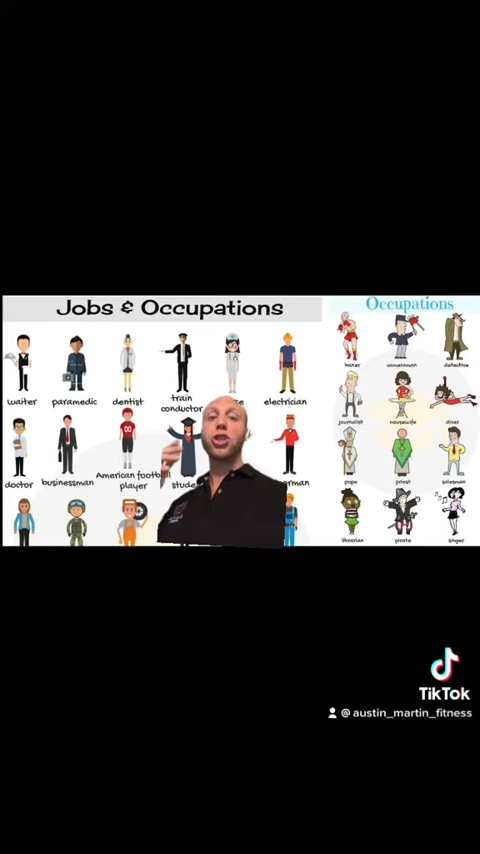 Jobs & Occupations
Occupations
waiter
paramedic
dentist
train
conductor
electrician
doctor
businessman
American football
player
boxer
detective
journalist
housewife
diver
pope
priest
salesman
librarian
pirate
singer
TikTok
@ austin_martin_fitness